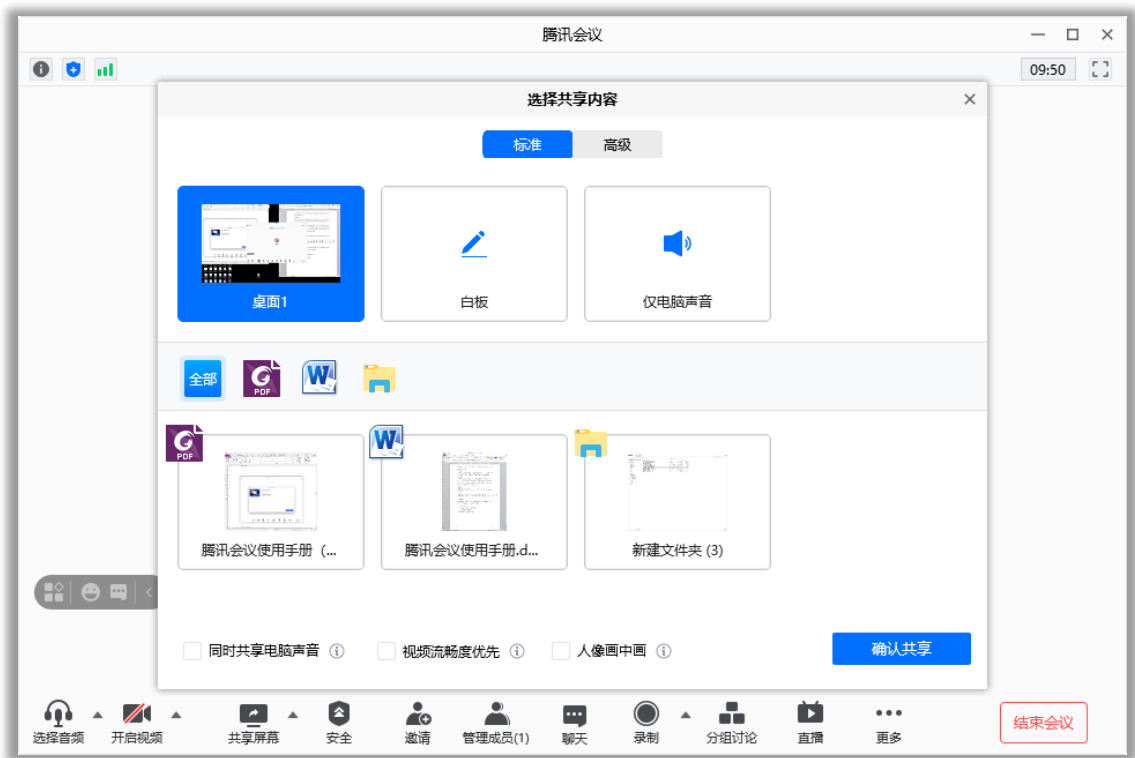 腾讯会议
09:50
选择共享内容
标准 高级
桌面1 白板 仅电脑声音
全部 PDF W
PDF W
腾讯会议使用手册 (... 腾讯会议使用手册.d... 新建文件夹 (3)
同时共享电脑声音 视频流畅度优先 人像画中画 确认共享
选择音频 开启视频 共享屏幕 安全 邀请 管理成员(1) 聊天 录制 分组讨论 直播 更多 结束会议